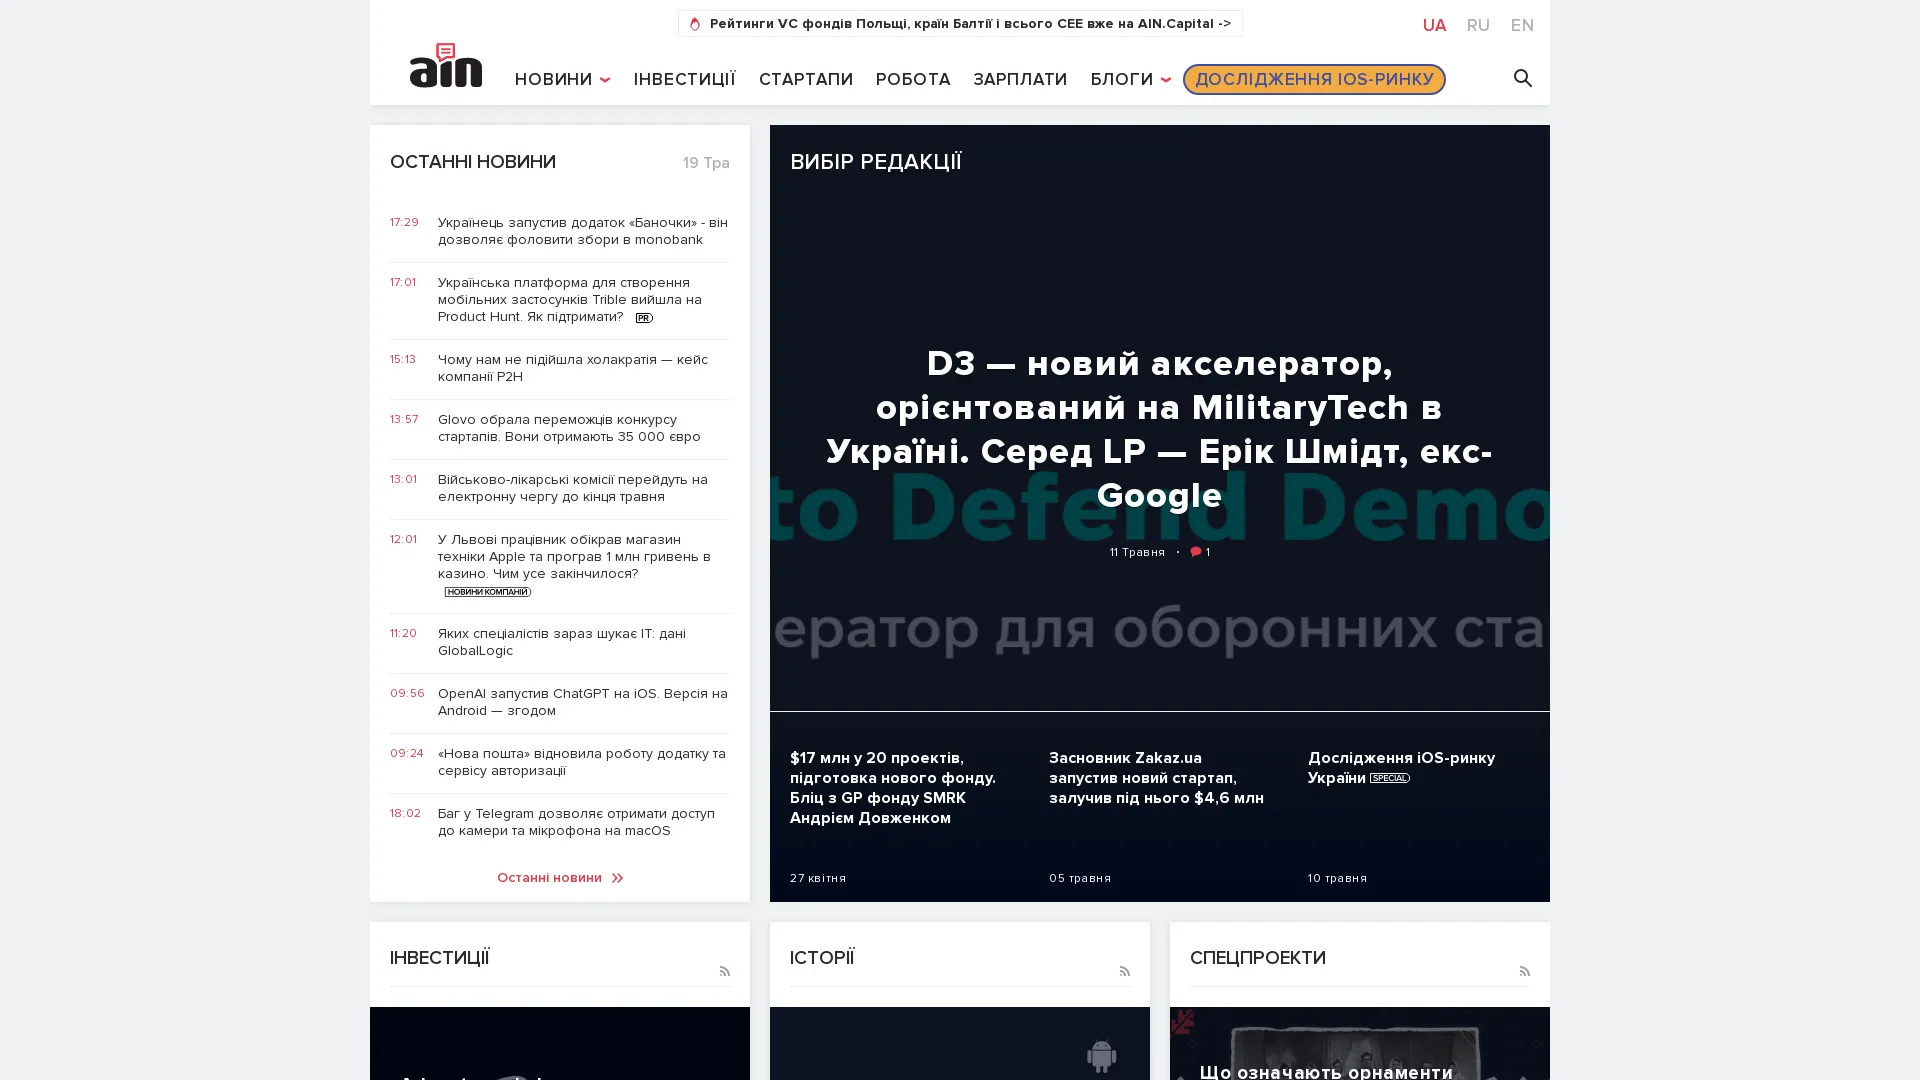 Рейтинги VC фондів Польщі, країн Балтії і всього CEE вже на AIN.Capital ->
UA RU EN
ain
НОВИНИ ІНВЕСТИЦІЇ СТАРТАПИ РОБОТА ЗАРПЛАТИ БЛОГИ ДОСЛІДЖЕННЯ IOS-РИНКУ
ОСТАННІ НОВИНИ 19 Тра
17:29 Українець запустив додаток «Баночки» - він
дозволяє фоловити збори в monobank
17:01 Українська платформа для створення
мобільних застосунків Trible вийшла на
Product Hunt. Як підтримати? PR
15:13 Чому нам не підійшла холакратія — кейс
компанії P2H
13:57 Glovo обрала переможців конкурсу
стартапів. Вони отримають 35 000 євро
13:01 Військово-лікарські комісії перейдуть на
електронну чергу до кінця травня
12:01 У Львові працівник обікрав магазин
техніки Apple та програв 1 млн гривень в
казино. Чим усе закінчилося?
НОВИНИ КОМПАНІЙ
11:20 Яких спеціалістів зараз шукає IT: дані
GlobalLogic
09:56 OpenAI запустив ChatGPT на iOS. Версія на
Android — згодом
09:24 «Нова пошта» відновила роботу додатку та
сервісу авторизації
18:02 Баг у Telegram дозволяє отримати доступ
до камери та мікрофона на macOS
Останні новини
ВИБІР РЕДАКЦІЇ
D3 — новий акселератор,
орієнтований на MilitaryTech в
Україні. Серед LP — Ерік Шмідт, екс-
Google
to Defend Demo
11 Травня · 1
ератор для оборонних ста
$17 млн у 20 проектів,
підготовка нового фонду.
Бліц з GP фонду SMRK
Андрієм Довженком
27 квітня
Засновник Zakaz.ua
запустив новий стартап,
залучив під нього $4,6 млн
05 травня
Дослідження iOS-ринку
України SPECIAL
10 травня
ІНВЕСТИЦІЇ
ІСТОРІЇ
СПЕЦПРОЕКТИ
Що означають орнаменти